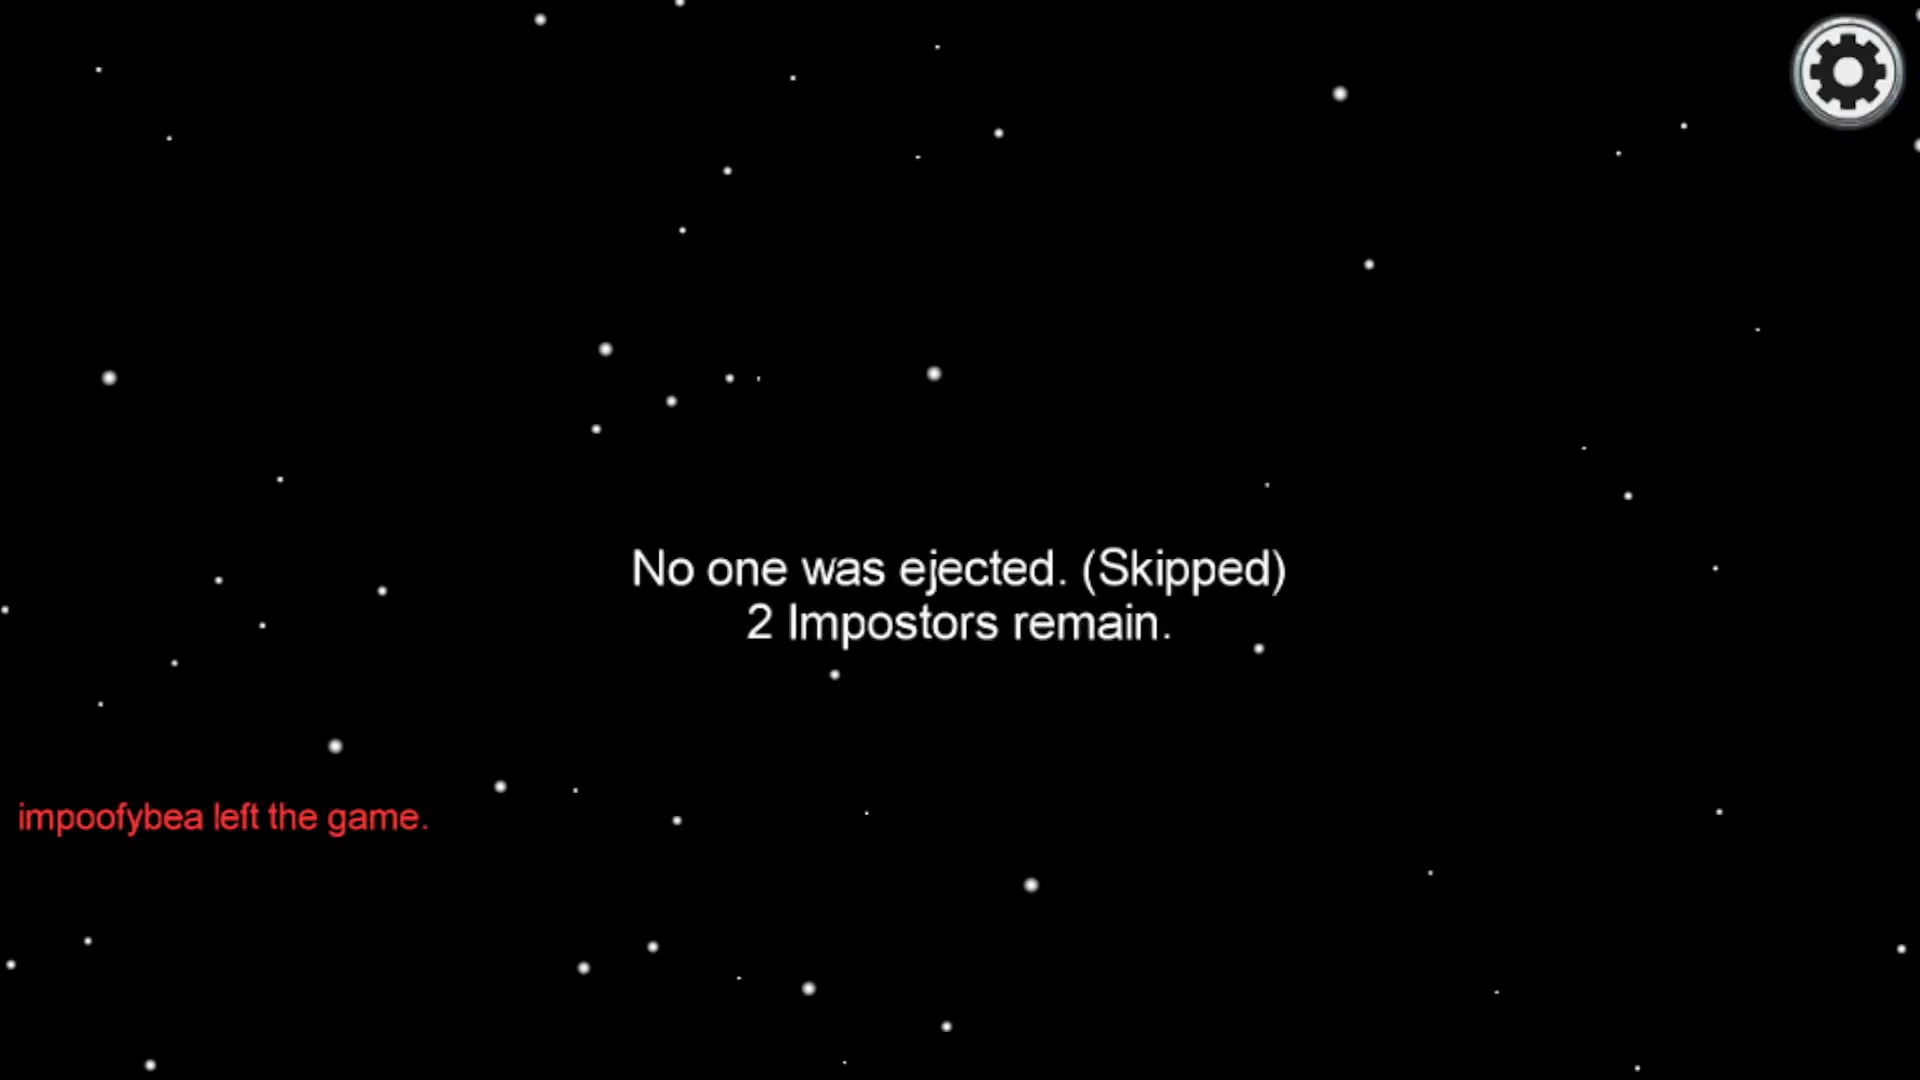 No one was ejected. (Skipped)
2 Impostors remain.
impoofybea left the game.